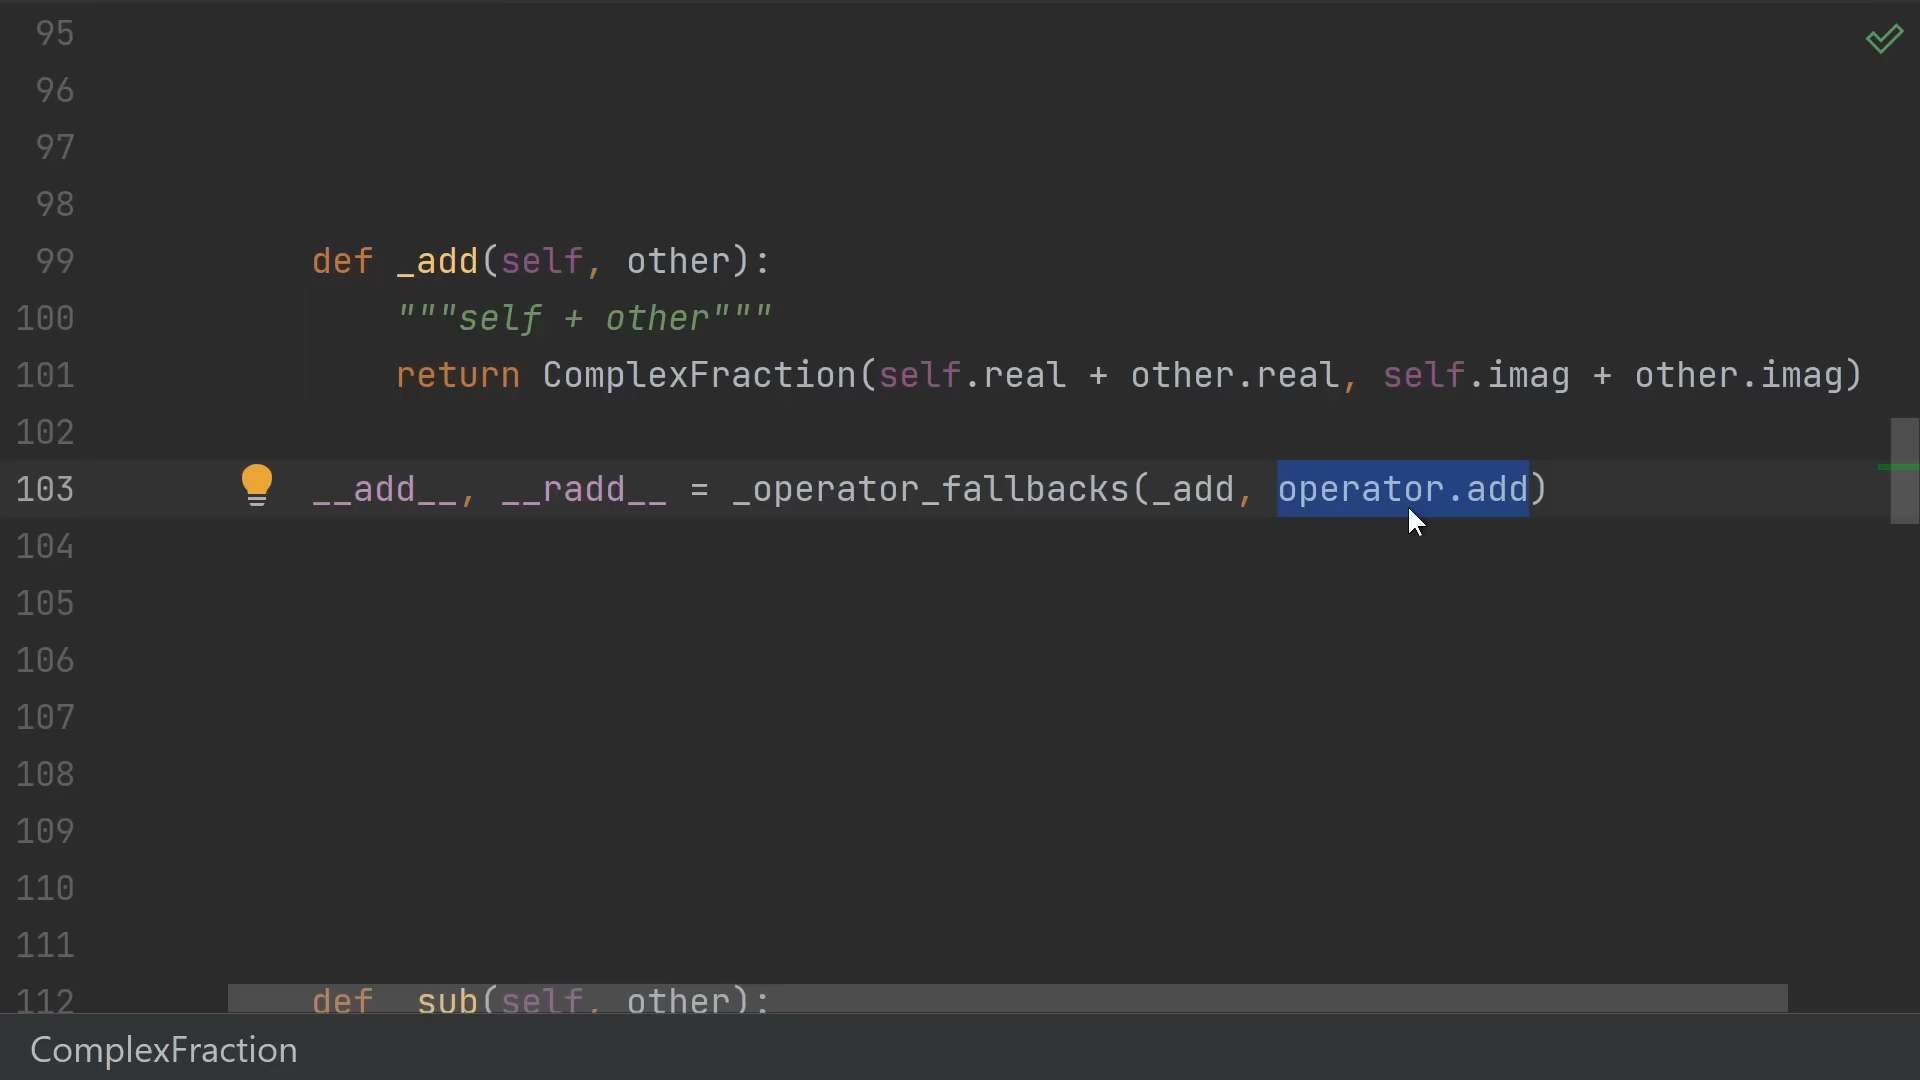 95
96
97
98
99 def _add(self, other):
100 """self + other"""
101 return ComplexFraction(self.real + other.real, self.imag + other.imag)
102
103 __add__, __radd__ = _operator_fallbacks(_add, operator.add)
104
105
106
107
108
109
110
111
112 def _sub(self, other):
ComplexFraction